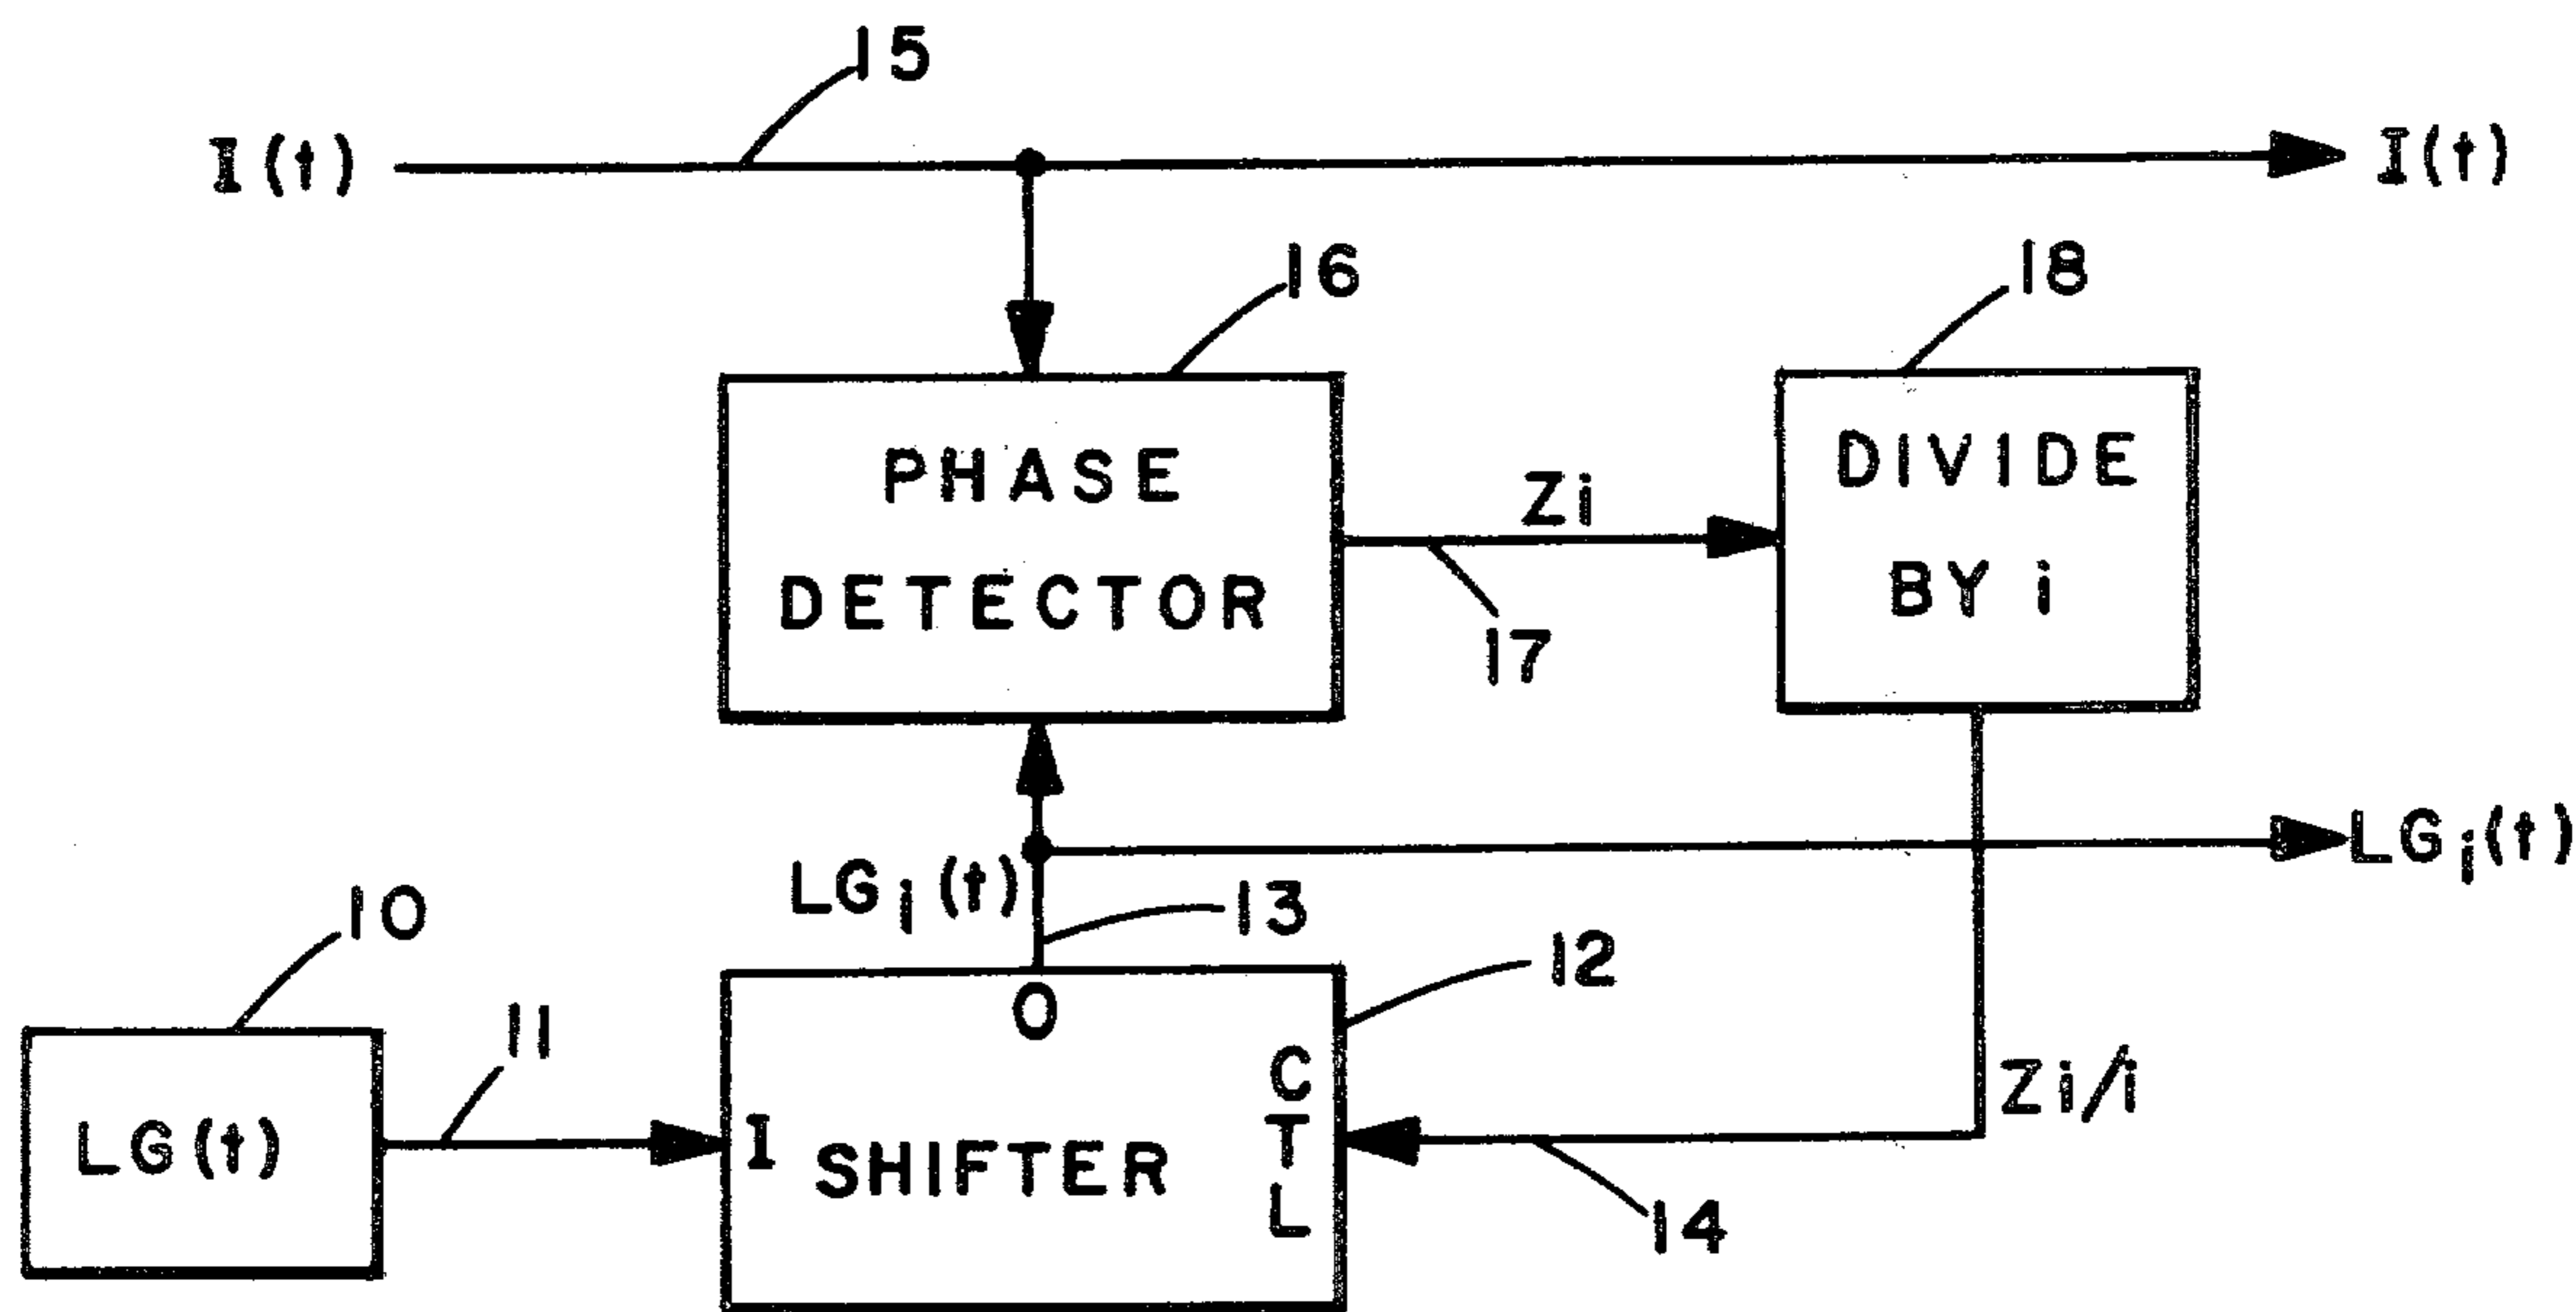 15
I(t)
I(t)
16
18
PHASE
DETECTOR
Zi
17
DIVIDE
BY i
LGi(t)
13
LGi(t)
10
LG(t)
11
12
O
I
SHIFTER
CTL
Zi/i
14